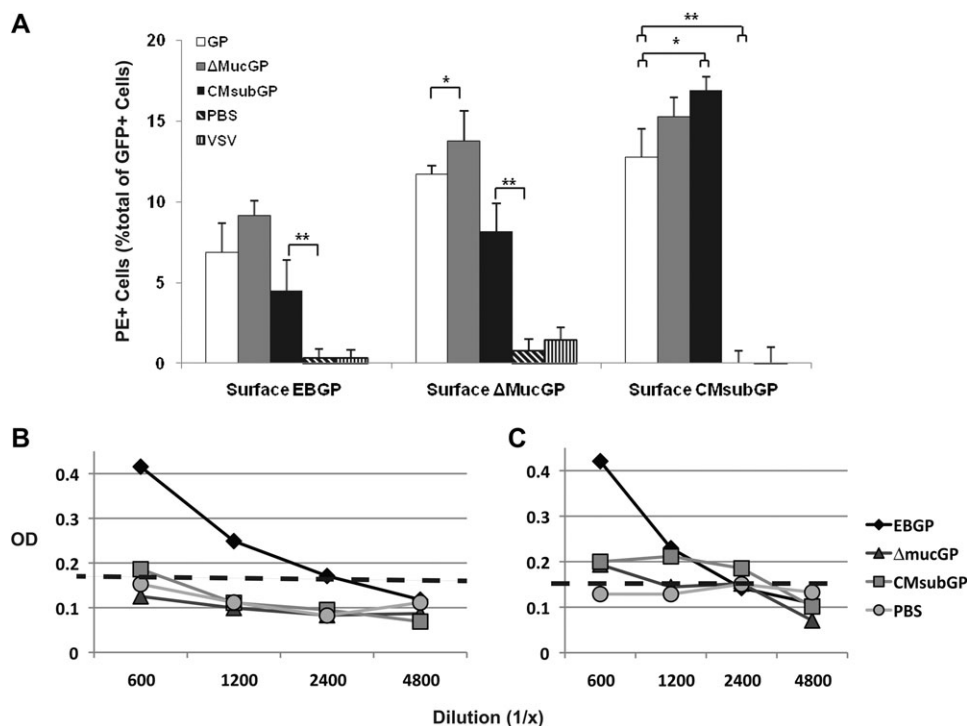 A
PE+ Cells (%total of GFP+ Cells)
20
15
10
5
0
GP
ΔMucGP
CMsubGP
PBS
VSV
**
*
**
**
*
Surface EBGP
Surface ΔMucGP
Surface CMsubGP
B
OD
0.4
0.3
0.2
0.1
0
600
1200
2400
4800
C
0.4
0.3
0.2
0.1
0
600
1200
2400
4800
EBGP
ΔmucGP
CMsubGP
PBS
Dilution (1/x)